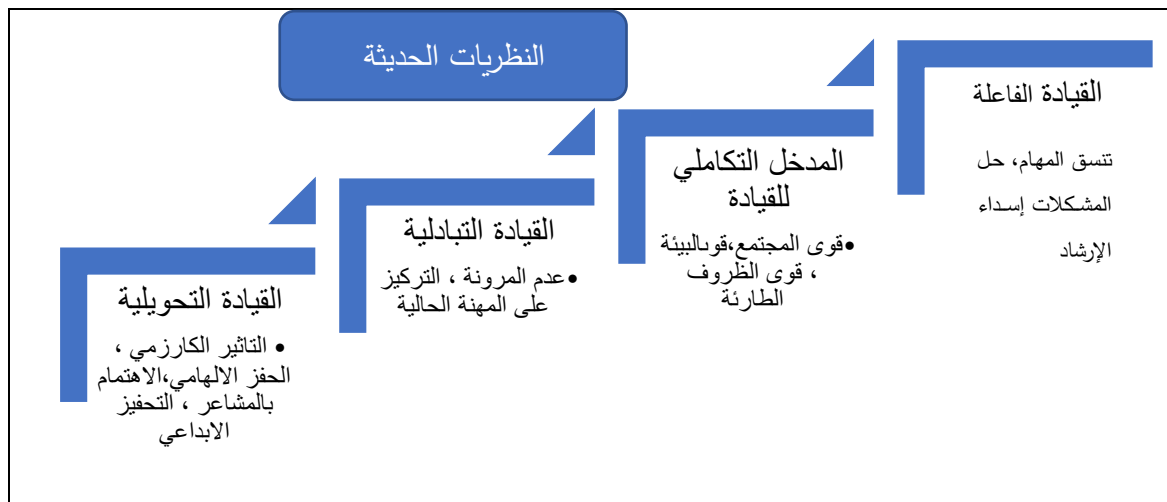 النظريات الحديثة
القيادة الفاعلة
تنسق المهام، حل
المشكلات إسداء
الإرشاد
المدخل التكاملي
للقيادة
•قوى المجتمع،قوىالبيئة
، قوى الظروف
الطارئة
القيادة التبادلية
•عدم المرونة ، التركيز
على المهنة الحالية
القيادة التحويلية
• التاثير الكارزمي ،
الحفز الالهامي،الاهتمام
بالمشاعر ، التحفيز
الابداعي